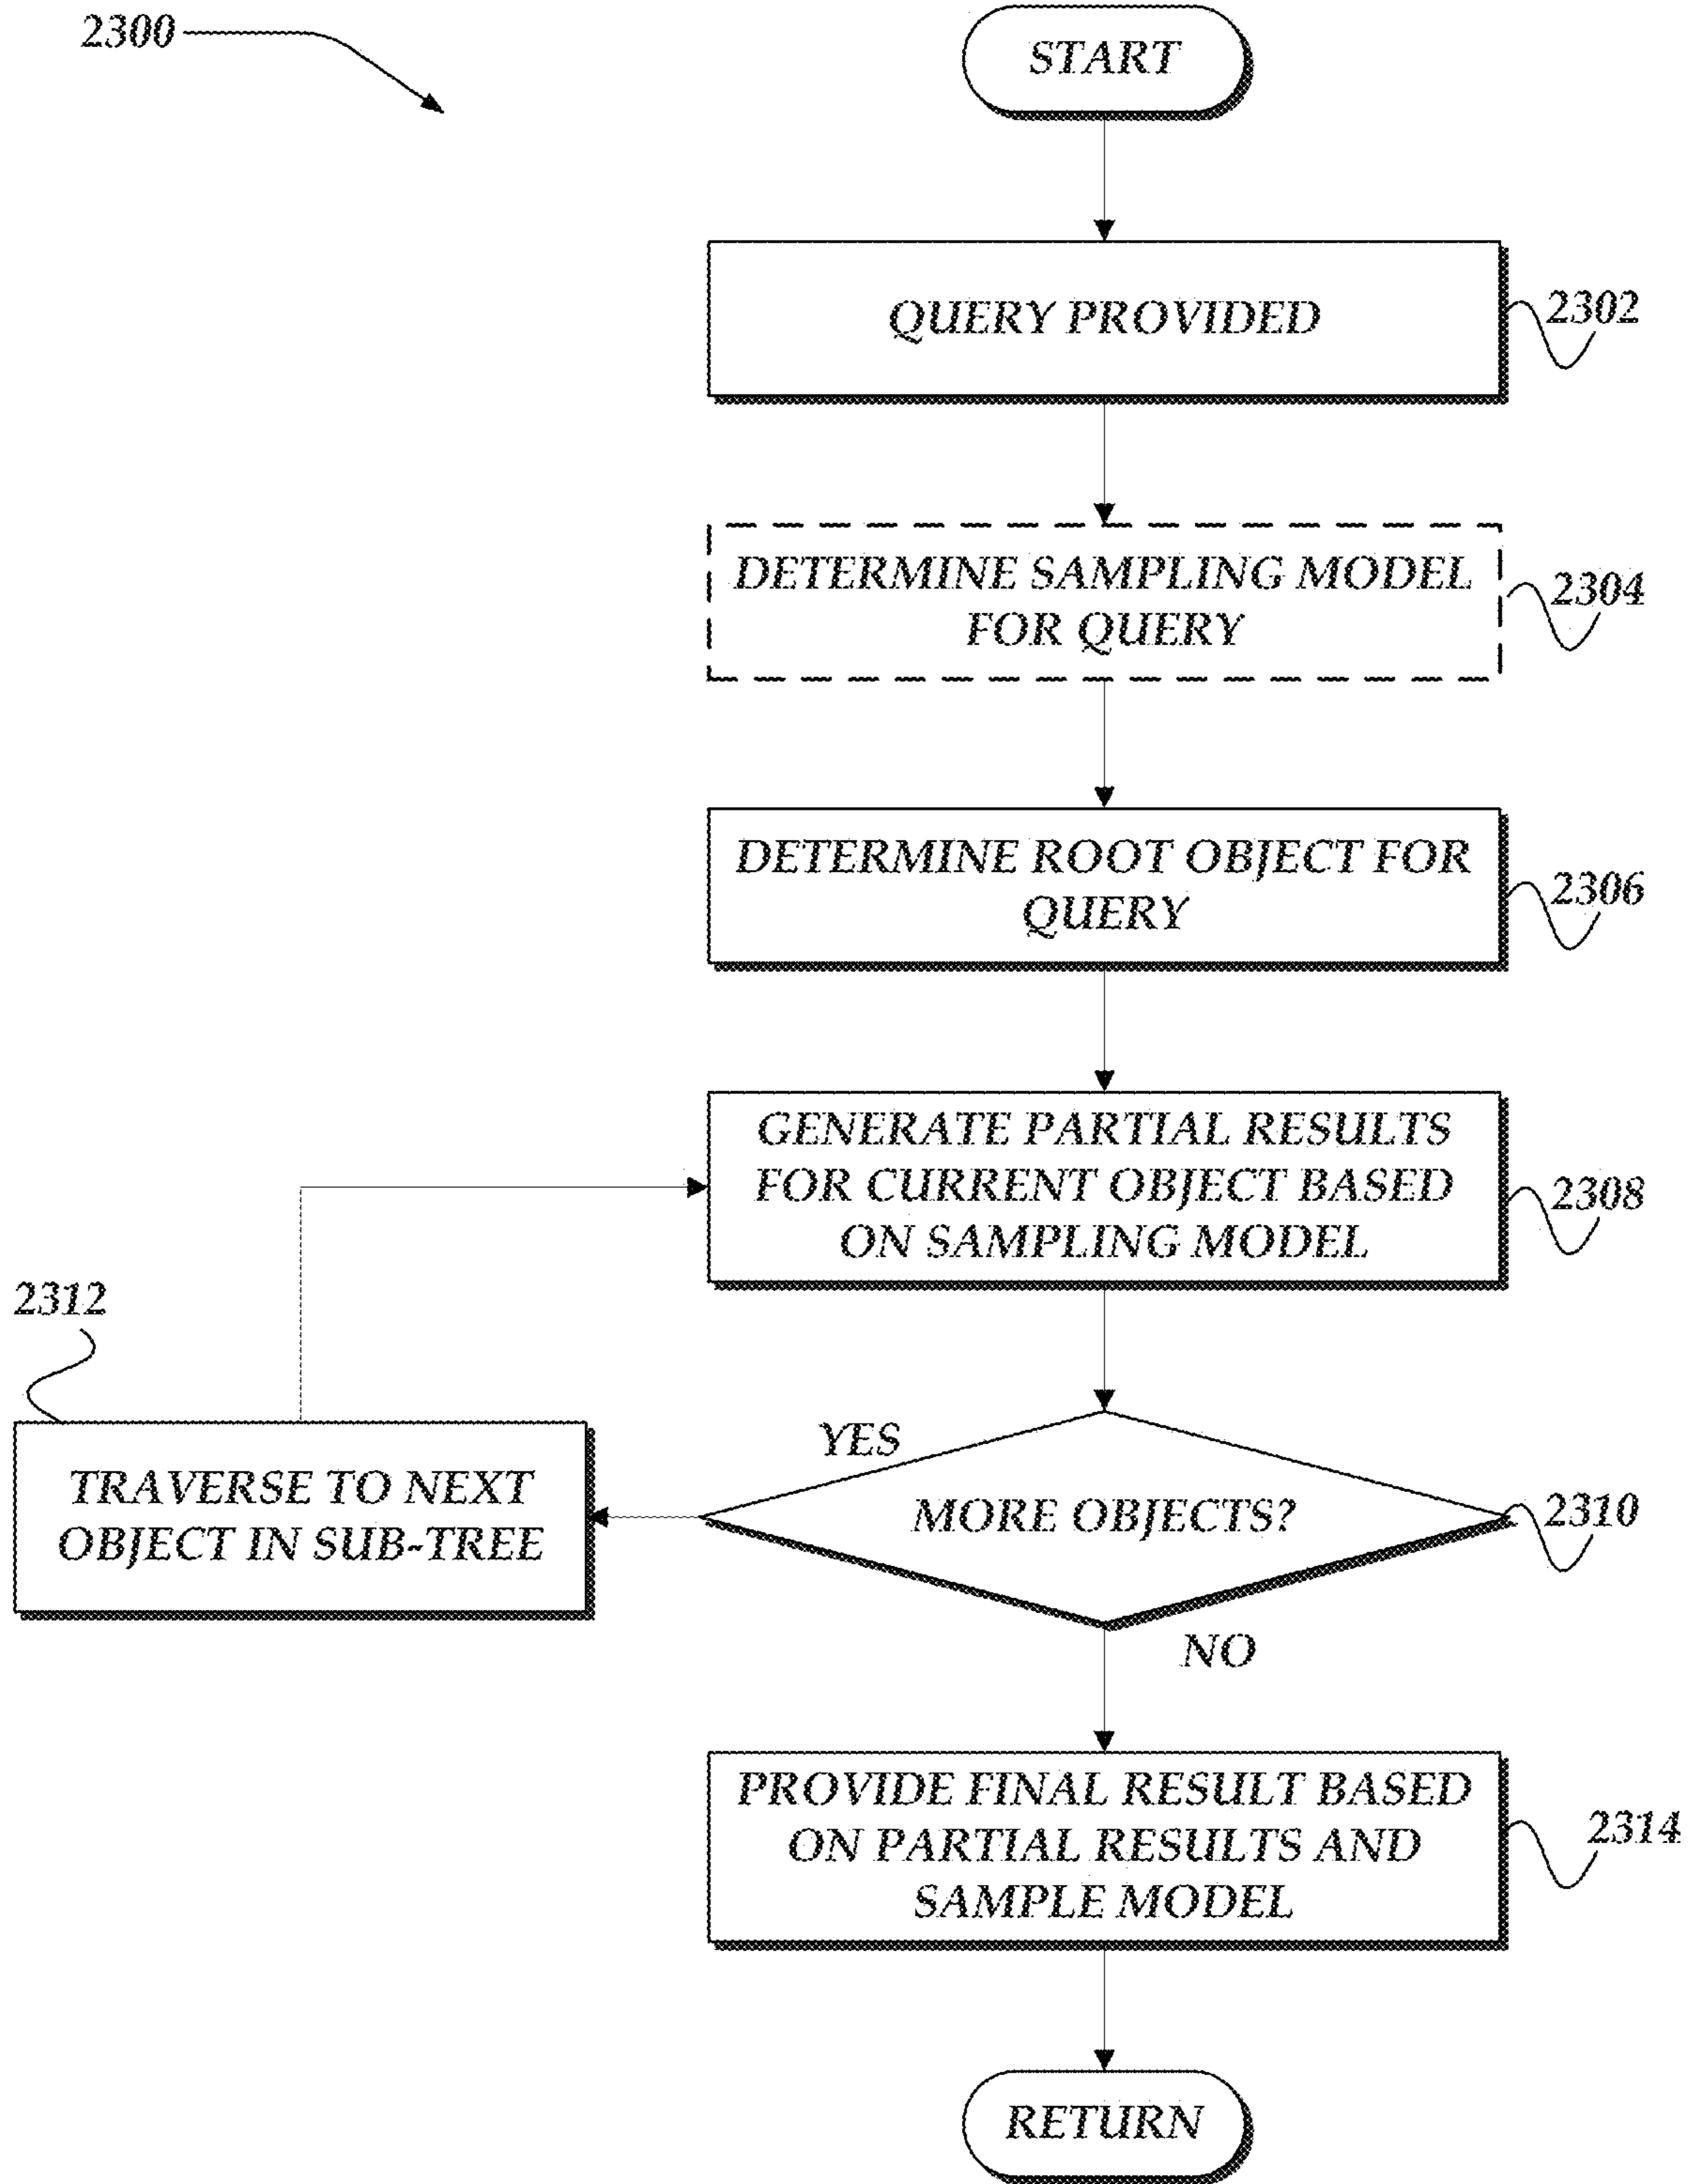 2300
START
QUERY PROVIDED
2302
DETERMINE SAMPLING MODEL
FOR QUERY
2304
DETERMINE ROOT OBJECT FOR
QUERY
2306
GENERATE PARTIAL RESULTS
FOR CURRENT OBJECT BASED
ON SAMPLING MODEL
2308
2312
TRAVERSE TO NEXT
OBJECT IN SUB-TREE
YES
MORE OBJECTS?
2310
NO
PROVIDE FINAL RESULT BASED
ON PARTIAL RESULTS AND
SAMPLE MODEL
2314
RETURN